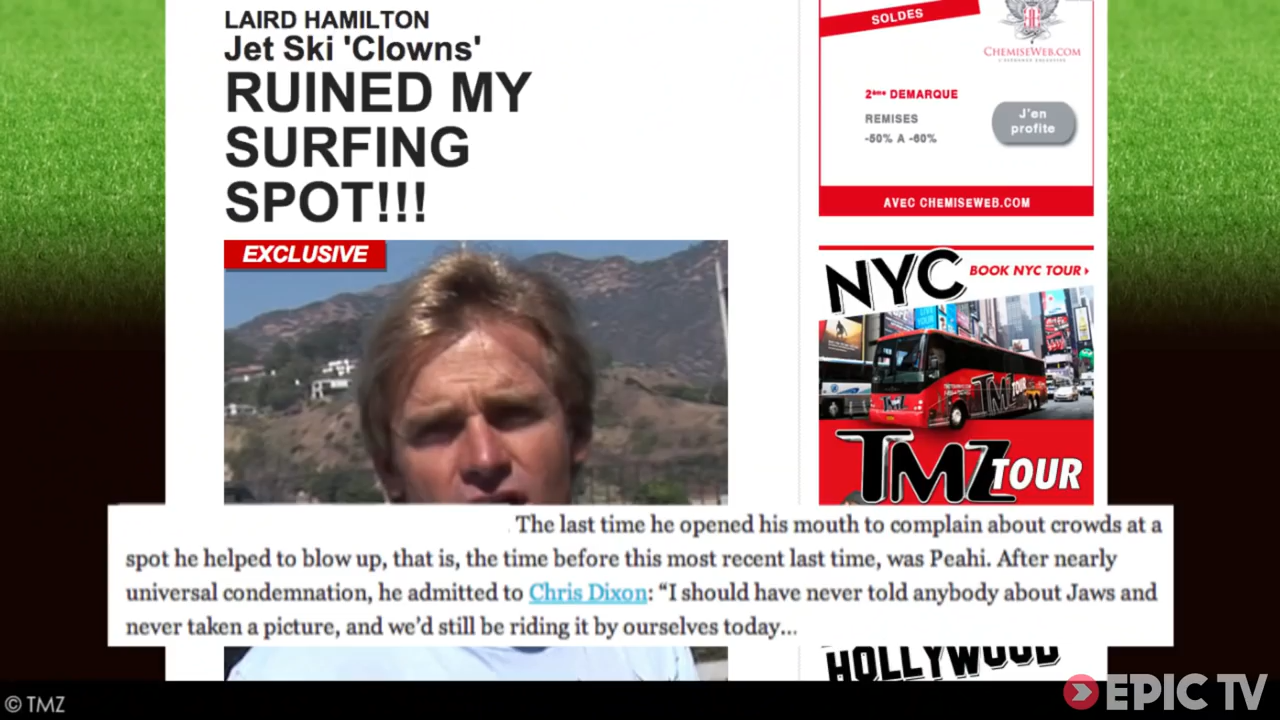 LAIRD HAMILTON
Jet Ski 'Clowns'
RUINED MY
SURFING
SPOT!!!
EXCLUSIVE
SOLDES
CHEMISEWEB.COM
2ème DEMARQUE
REMISES
-50% A -60%
J'en
profite
AVEC CHEMISEWEB.COM
NYC
BOOK NYC TOUR
TMZ TOUR
TMZ
TMZ TOUR
The last time he opened his mouth to complain about crowds at a
spot he helped to blow up, that is, the time before this most recent last time, was Peahi. After nearly
universal condemnation, he admitted to Chris Dixon: “I should have never told anybody about Jaws and
never taken a picture, and we’d still be riding it by ourselves today...
HOLLYWOOD
© TMZ
EPIC TV